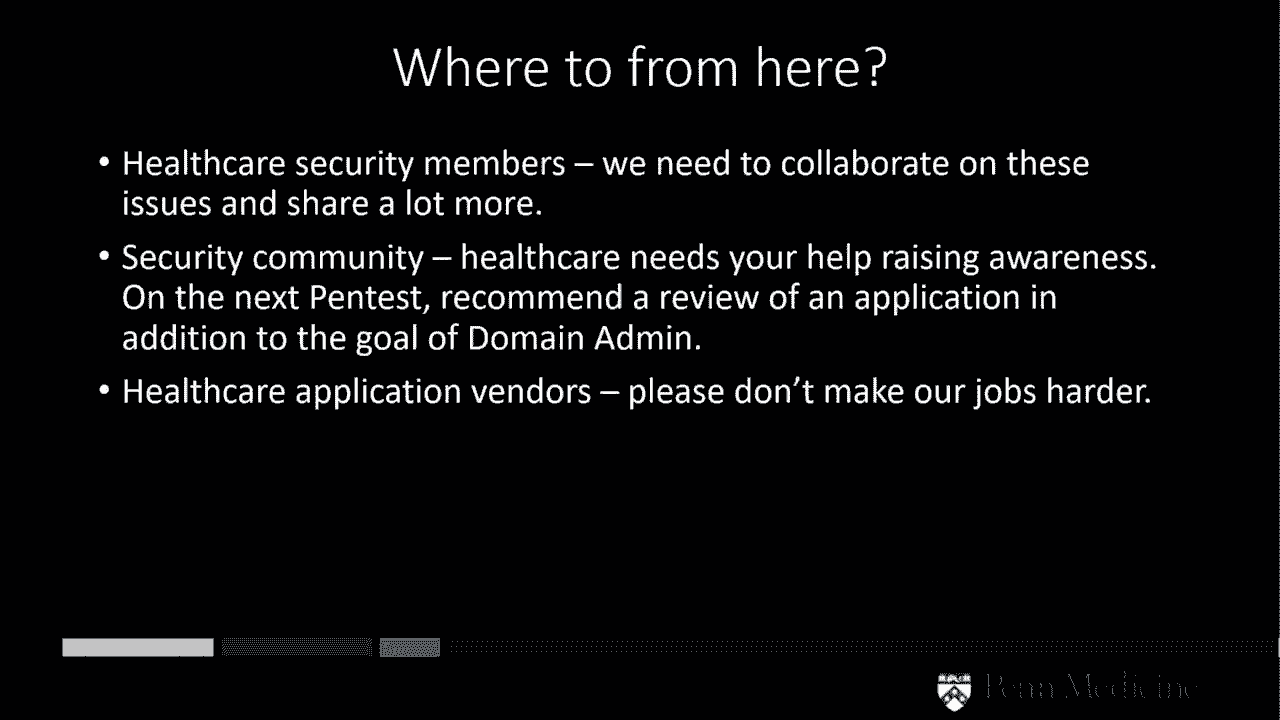 Where to from here?
• Healthcare security members – we need to collaborate on these
issues and share a lot more.
• Security community – healthcare needs your help raising awareness.
On the next Pentest, recommend a review of an application in
addition to the goal of Domain Admin.
• Healthcare application vendors – please don’t make our jobs harder.
Penn Medicine